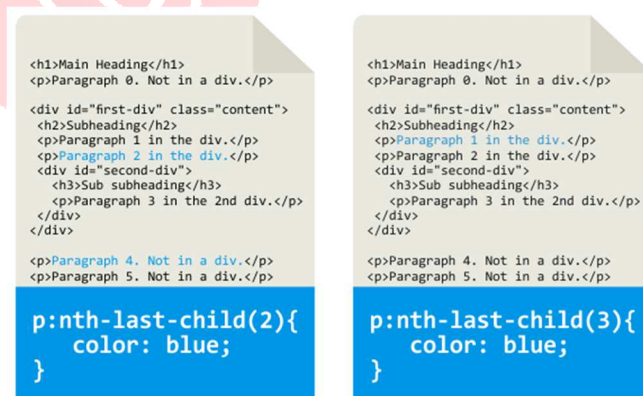 <h1>Main Heading</h1>
<p>Paragraph 0. Not in a div.</p>
<div id="first-div" class="content">
<h2>Subheading</h2>
<p>Paragraph 1 in the div.</p>
<p>Paragraph 2 in the div.</p>
<div id="second-div">
<h3>Sub subheading</h3>
<p>Paragraph 3 in the 2nd div.</p>
</div>
</div>
<p>Paragraph 4. Not in a div.</p>
<p>Paragraph 5. Not in a div.</p>
p:nth-last-child(2){
color: blue;
}
<h1>Main Heading</h1>
<p>Paragraph 0. Not in a div.</p>
<div id="first-div" class="content">
<h2>Subheading</h2>
<p>Paragraph 1 in the div.</p>
<p>Paragraph 2 in the div.</p>
<div id="second-div">
<h3>Sub subheading</h3>
<p>Paragraph 3 in the 2nd div.</p>
</div>
</div>
<p>Paragraph 4. Not in a div.</p>
<p>Paragraph 5. Not in a div.</p>
p:nth-last-child(3){
color: blue;
}